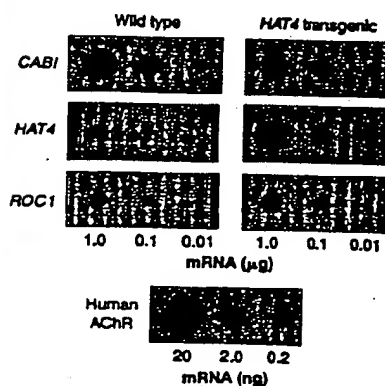 Wild type HAT4 transgenic
CABI
HAT4
ROC1
1.0 0.1 0.01 1.0 0.1 0.01
mRNA (μg)
Human
AChR
20 2.0 0.2
mRNA (ng)